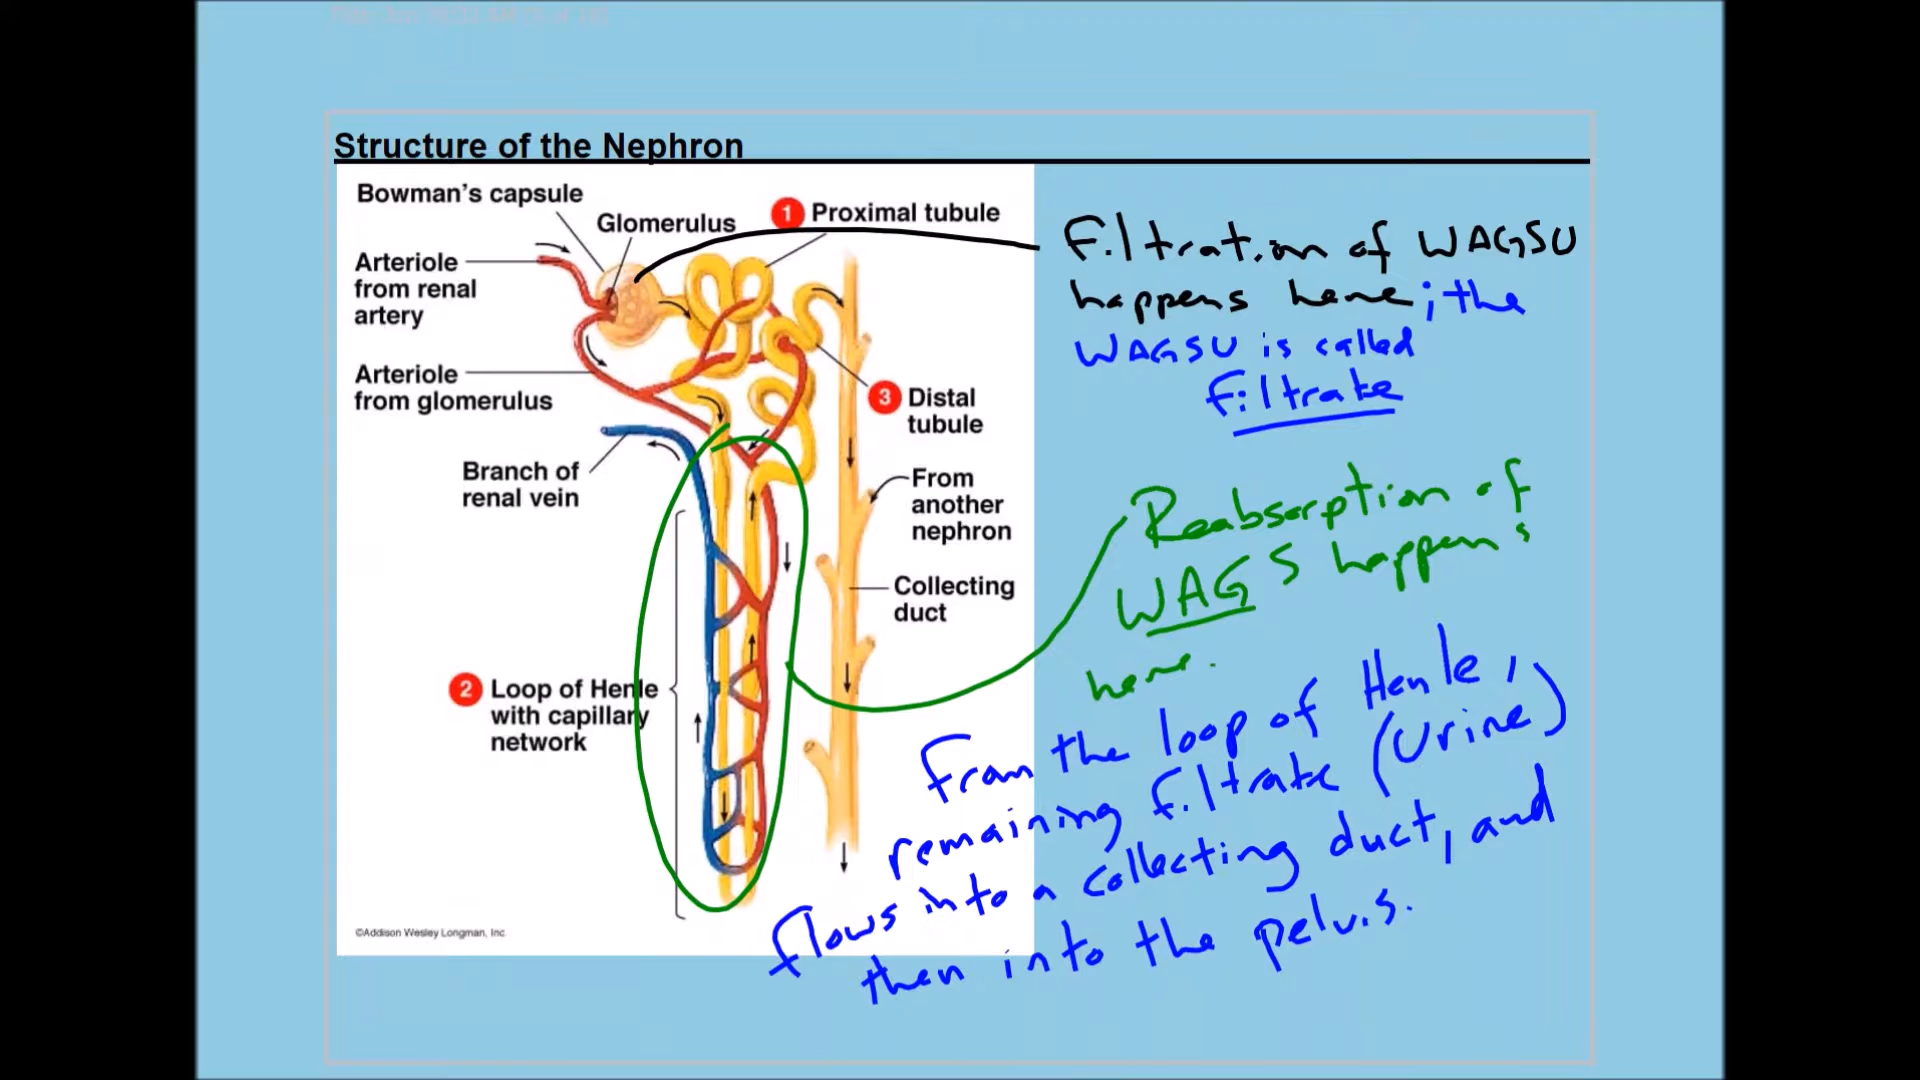 Structure of the Nephron
Bowman's capsule
Glomerulus
1 Proximal tubule
Arteriole
from renal
artery
Arteriole
from glomerulus
3 Distal
tubule
Branch of
renal vein
From
another
nephron
Collecting
duct
2 Loop of Henle
with capillary
network
©Addison Wesley Longman, Inc.
Filtration of WAGSU
happens here; the
WAGSU is called
filtrate
Reabsorption of
WAGS happens
here.
From the loop of Henle,
remaining filtrate (Urine)
flows into a collecting duct, and
then into the pelvis.